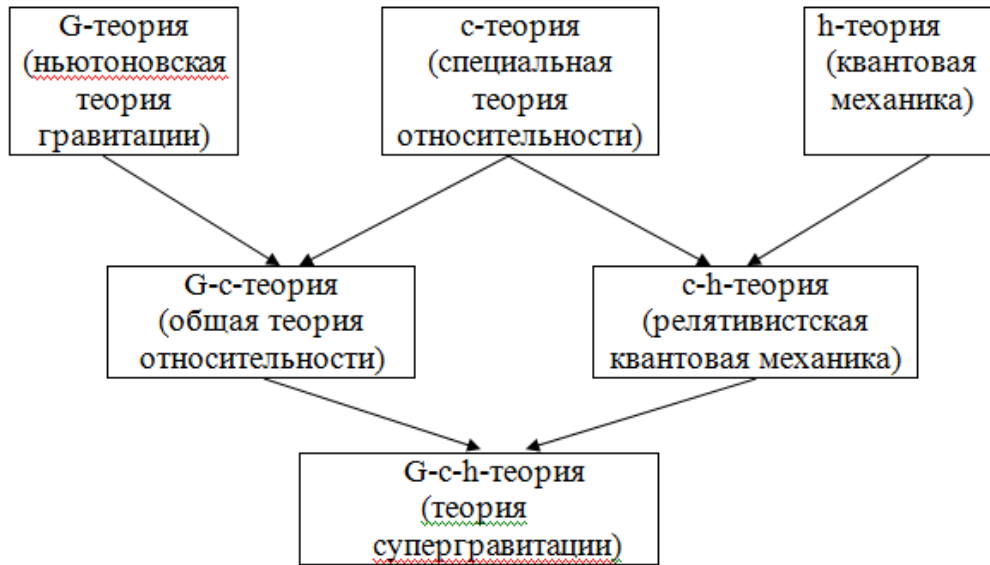 G-теория
(ньютоновская
теория
гравитации)
c-теория
(специальная
теория
относительности)
h-теория
(квантовая
механика)
G-c-теория
(общая теория
относительности)
c-h-теория
(релятивистская
квантовая механика)
G-c-h-теория
(теория
супергравитации)